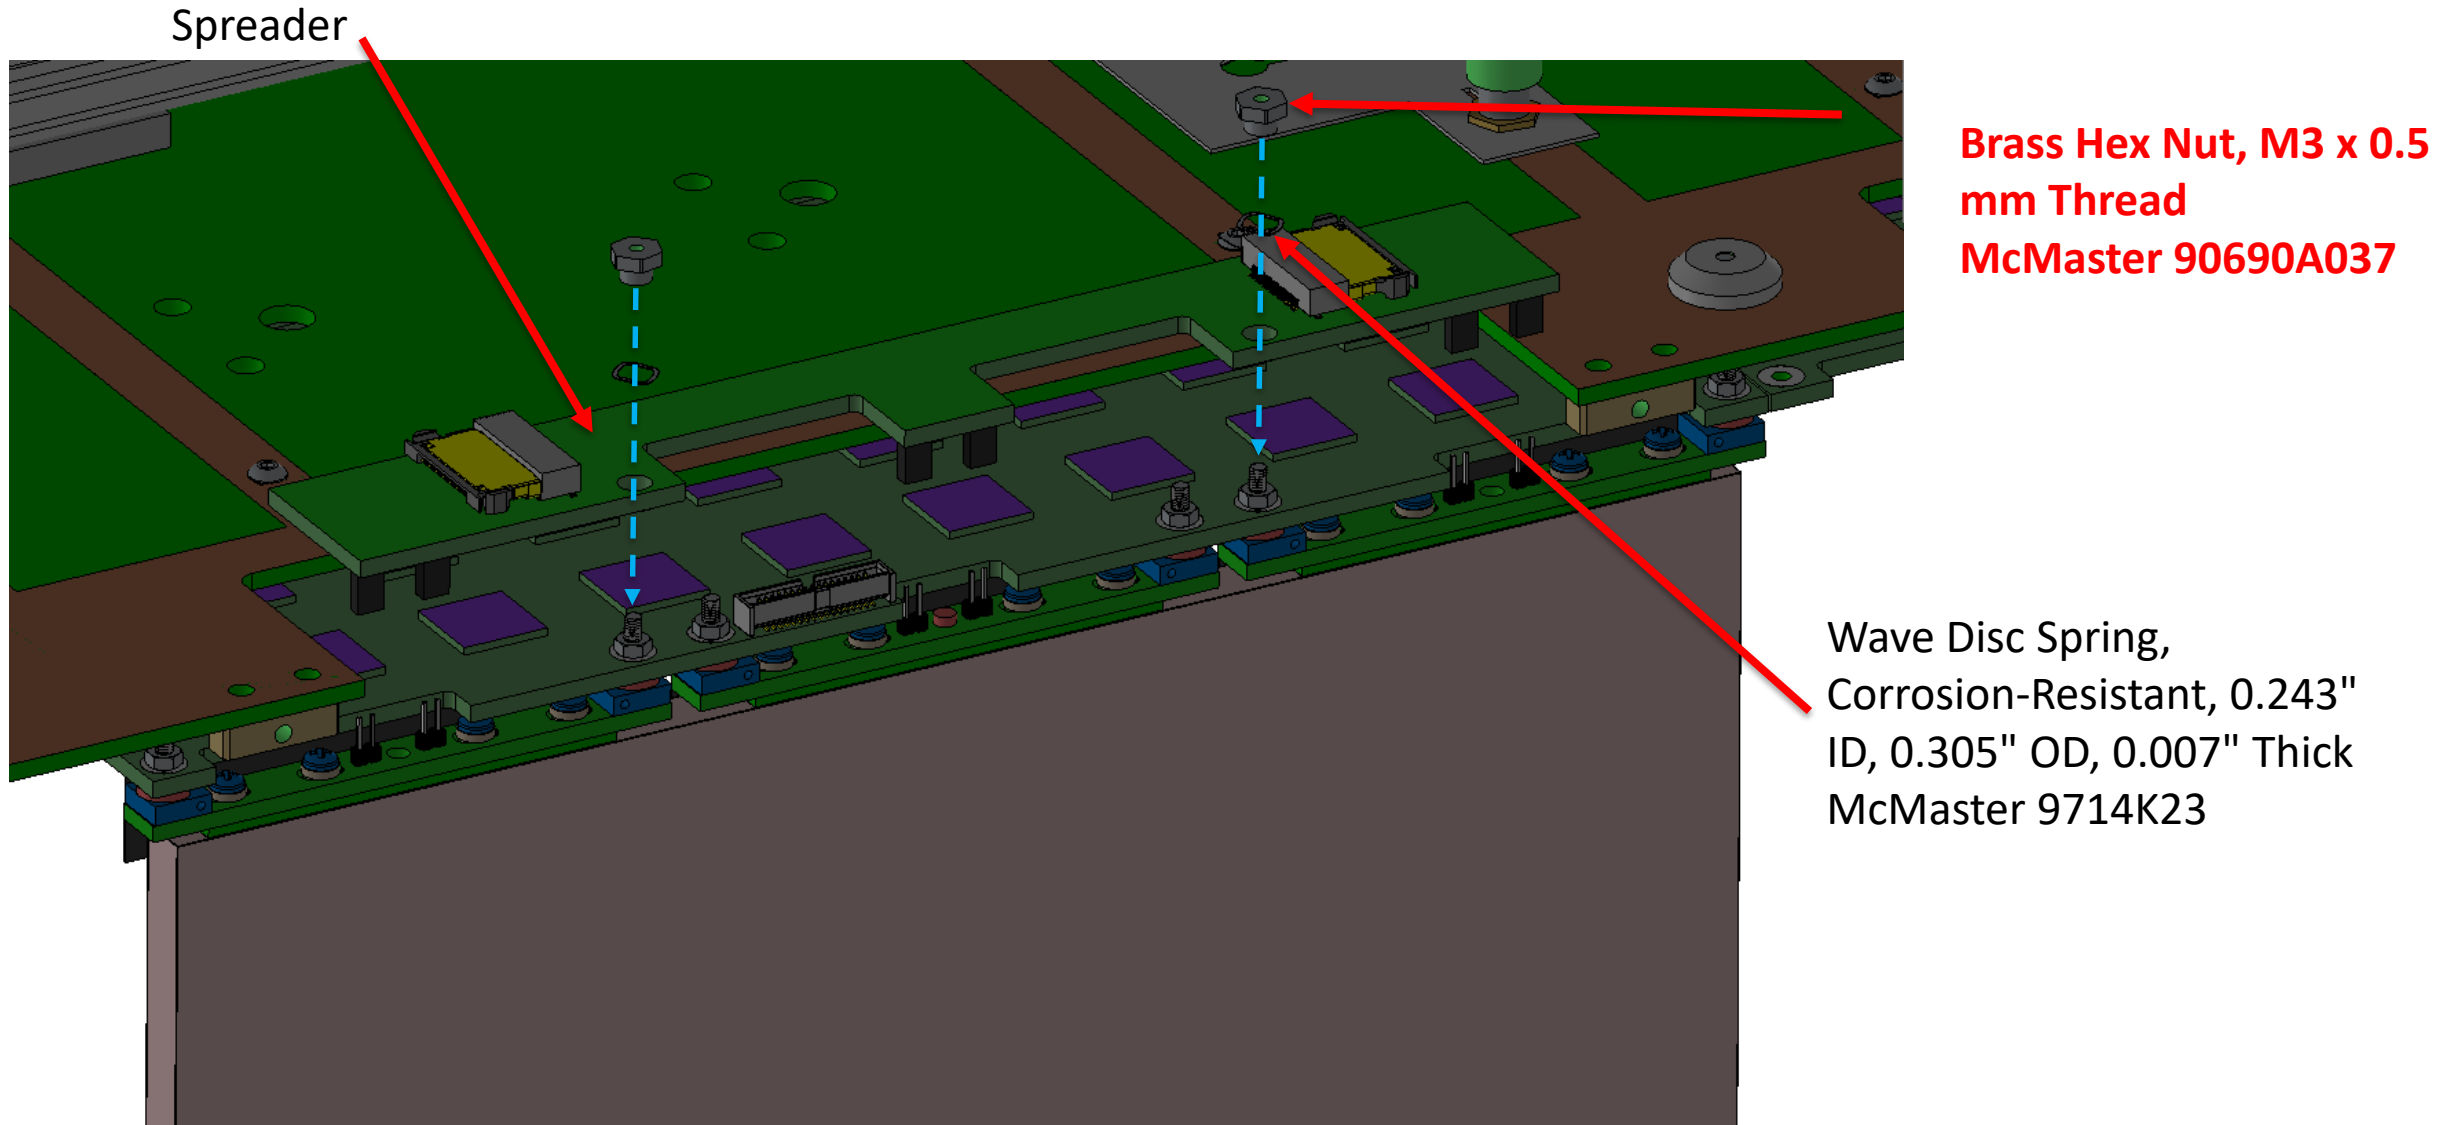 Spreader
Brass Hex Nut, M3 x 0.5
mm Thread
McMaster 90690A037
Wave Disc Spring,
Corrosion-Resistant, 0.243"
ID, 0.305" OD, 0.007" Thick
McMaster 9714K23